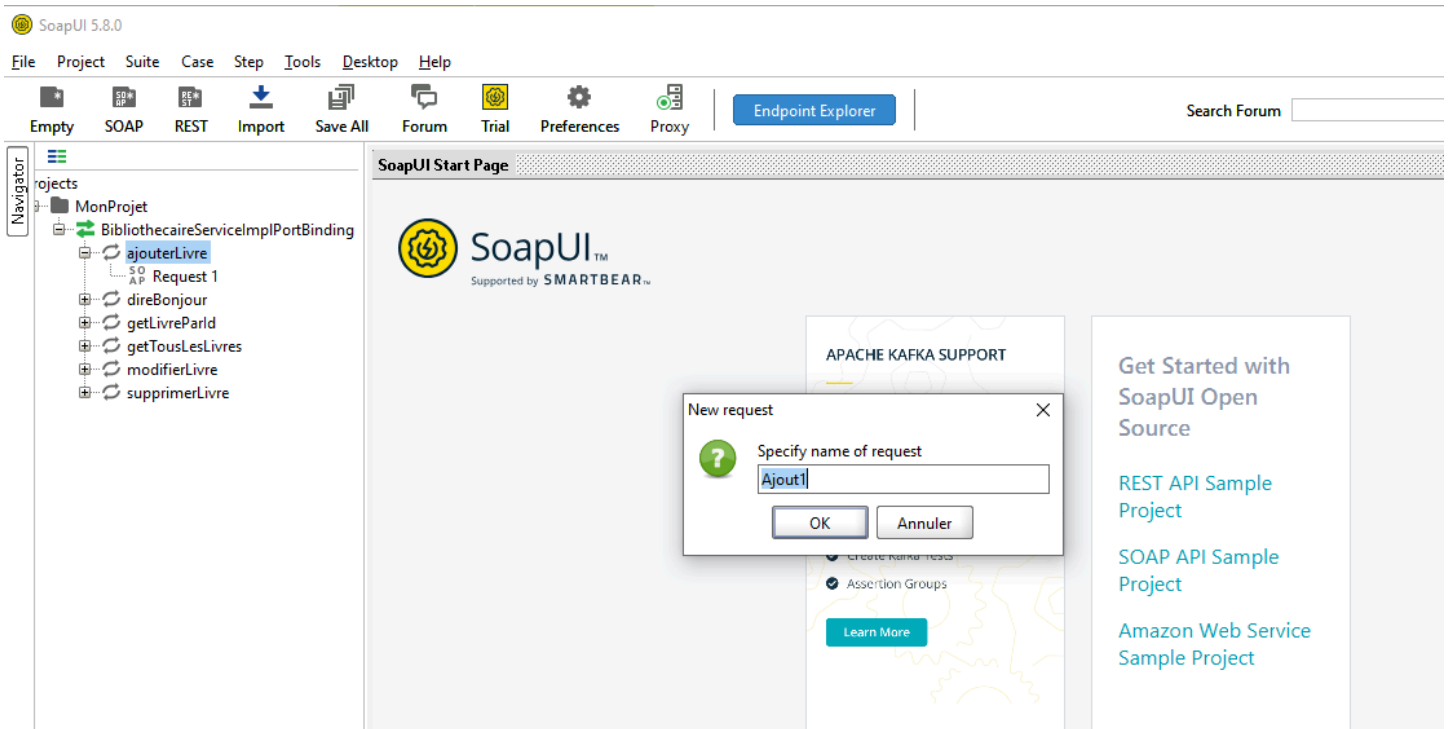 SoapUI 5.8.0
File Project Suite Case Step Tools Desktop Help
Empty SOAP REST Import Save All Forum Trial Preferences Proxy
Endpoint Explorer
Search Forum
Navigator
rojects
MonProjet
BibliothecaireServiceImplPortBinding
ajouterLivre
Request 1
direBonjour
getLivreParId
getTousLesLivres
modifierLivre
supprimerLivre
SoapUI Start Page
SoapUI™
Supported by SMARTBEAR™
APACHE KAFKA SUPPORT
New request
Specify name of request
Ajout1
OK Annuler
Create Kafka Tests
Assertion Groups
Learn More
Get Started with
SoapUI Open
Source
REST API Sample
Project
SOAP API Sample
Project
Amazon Web Service
Sample Project